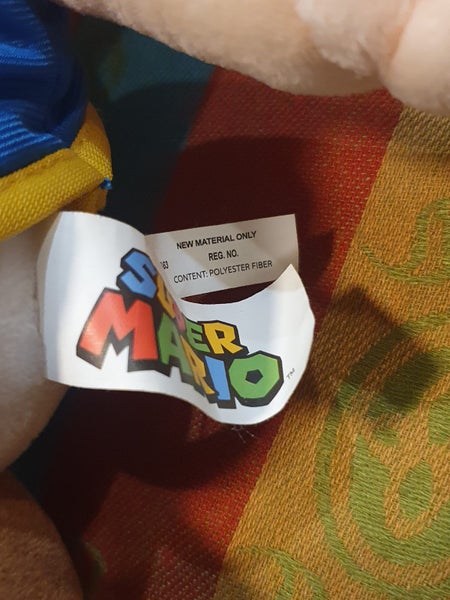 NEW MATERIAL ONLY
REG. NO.
CONTENT: POLYESTER FIBER
SUPER
MARIO
TM